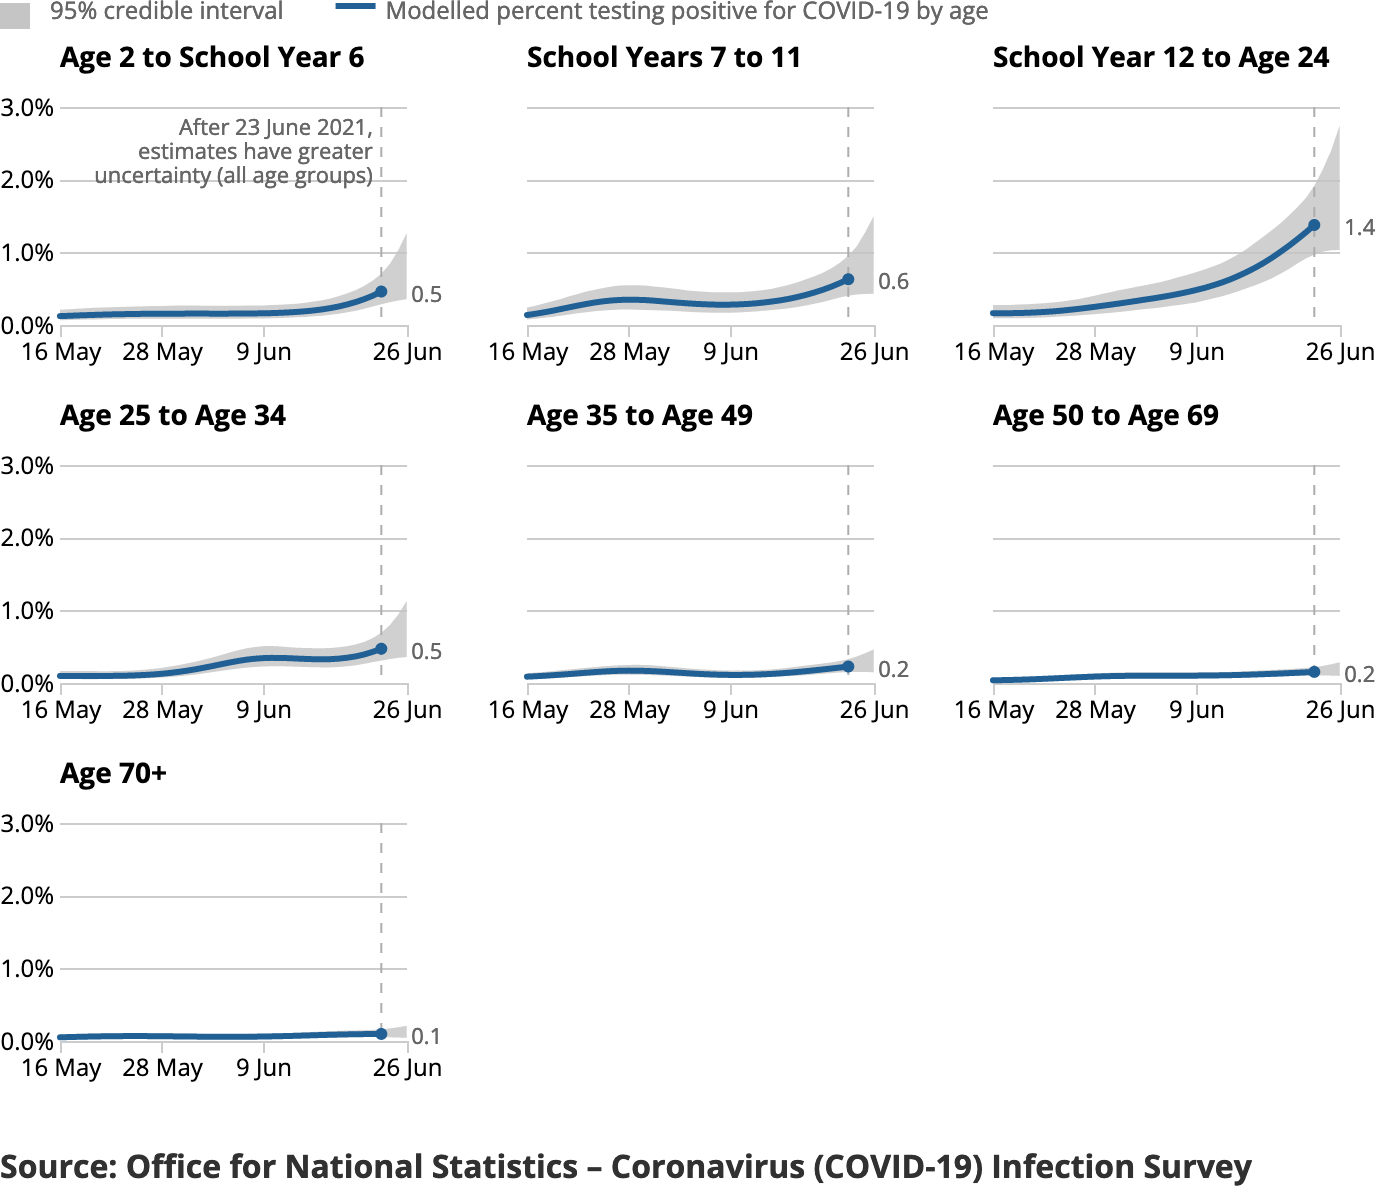 95% credible interval
Modelled percent testing positive for COVID-19 by age
Age 2 to School Year 6
School Years 7 to 11
School Year 12 to Age 24
3.0%
After 23 June 2021,
estimates have greater
uncertainty (all age groups)
2.0%
1.0%
0.0%
0.5
0.6
1.4
16 May 28 May 9 Jun 26 Jun
16 May 28 May 9 Jun 26 Jun
16 May 28 May 9 Jun 26 Jun
Age 25 to Age 34
Age 35 to Age 49
Age 50 to Age 69
3.0%
2.0%
1.0%
0.0%
0.5
0.2
0.2
16 May 28 May 9 Jun 26 Jun
16 May 28 May 9 Jun 26 Jun
16 May 28 May 9 Jun 26 Jun
Age 70+
3.0%
2.0%
1.0%
0.0%
0.1
16 May 28 May 9 Jun 26 Jun
Source: Office for National Statistics – Coronavirus (COVID-19) Infection Survey